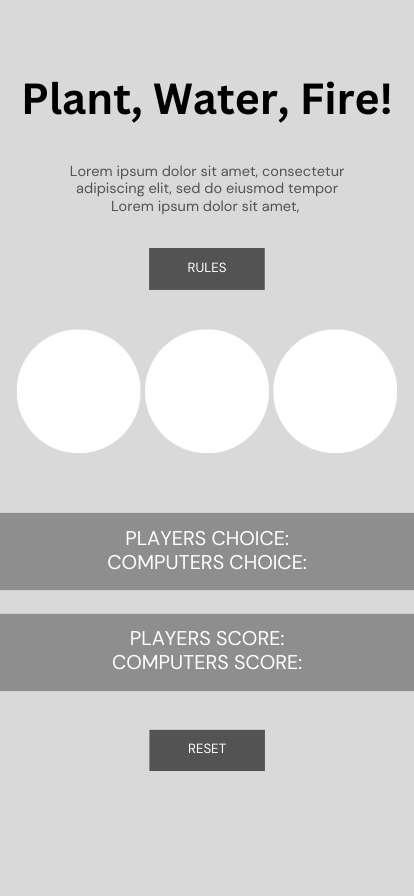 Plant, Water, Fire!
Lorem ipsum dolor sit amet, consectetur
adipiscing elit, sed do eiusmod tempor
Lorem ipsum dolor sit amet,
RULES
PLAYERS CHOICE:
COMPUTERS CHOICE:
PLAYERS SCORE:
COMPUTERS SCORE:
RESET